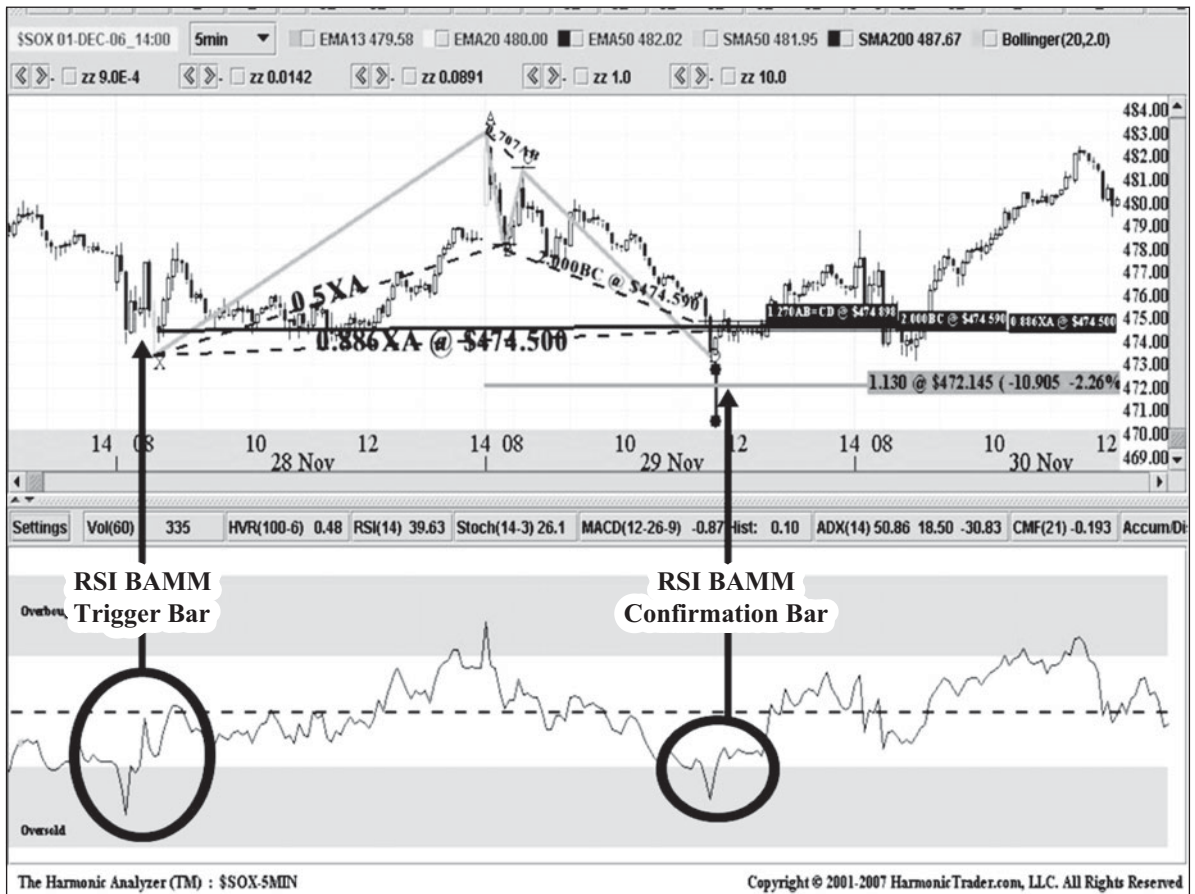 $SOX 01-DEC-06_14:00 5min EMA13 479.58 EMA20 480.00 EMA50 482.02 SMA50 481.95 SMA200 487.67 Bollinger(20,2.0)
zz 9.0E-4 zz 0.0142 zz 0.0891 zz 1.0 zz 10.0
484.00
483.00
482.00
481.00
480.00
479.00
478.00
477.00
476.00
475.00
474.00
473.00
472.00
471.00
470.00
469.00
A
0.707AB
C
B
0.5XA
2.000BC @ $474.590
0.886XA @ $474.500
X
1.270AB=CD @ $474.898
2.000BC @ $474.590
0.886XA @ $474.500
1.130 @ $472.145 ( -10.905 -2.26%
14 08 10 12 14 08 10 12 14 08 10 12
28 Nov 29 Nov 30 Nov
Settings Vol(60) 335 HVR(100-6) 0.48 RSI(14) 39.63 Stoch(14-3) 26.1 MACD(12-26-9) -0.87 Hist: 0.10 ADX(14) 50.86 18.50 -30.83 CMF(21) -0.193 Accum/Di
RSI BAMM
Trigger Bar
RSI BAMM
Confirmation Bar
Overbou
Oversold
The Harmonic Analyzer (TM) : $SOX-5MIN
Copyright © 2001-2007 HarmonicTrader.com, LLC. All Rights Reserved